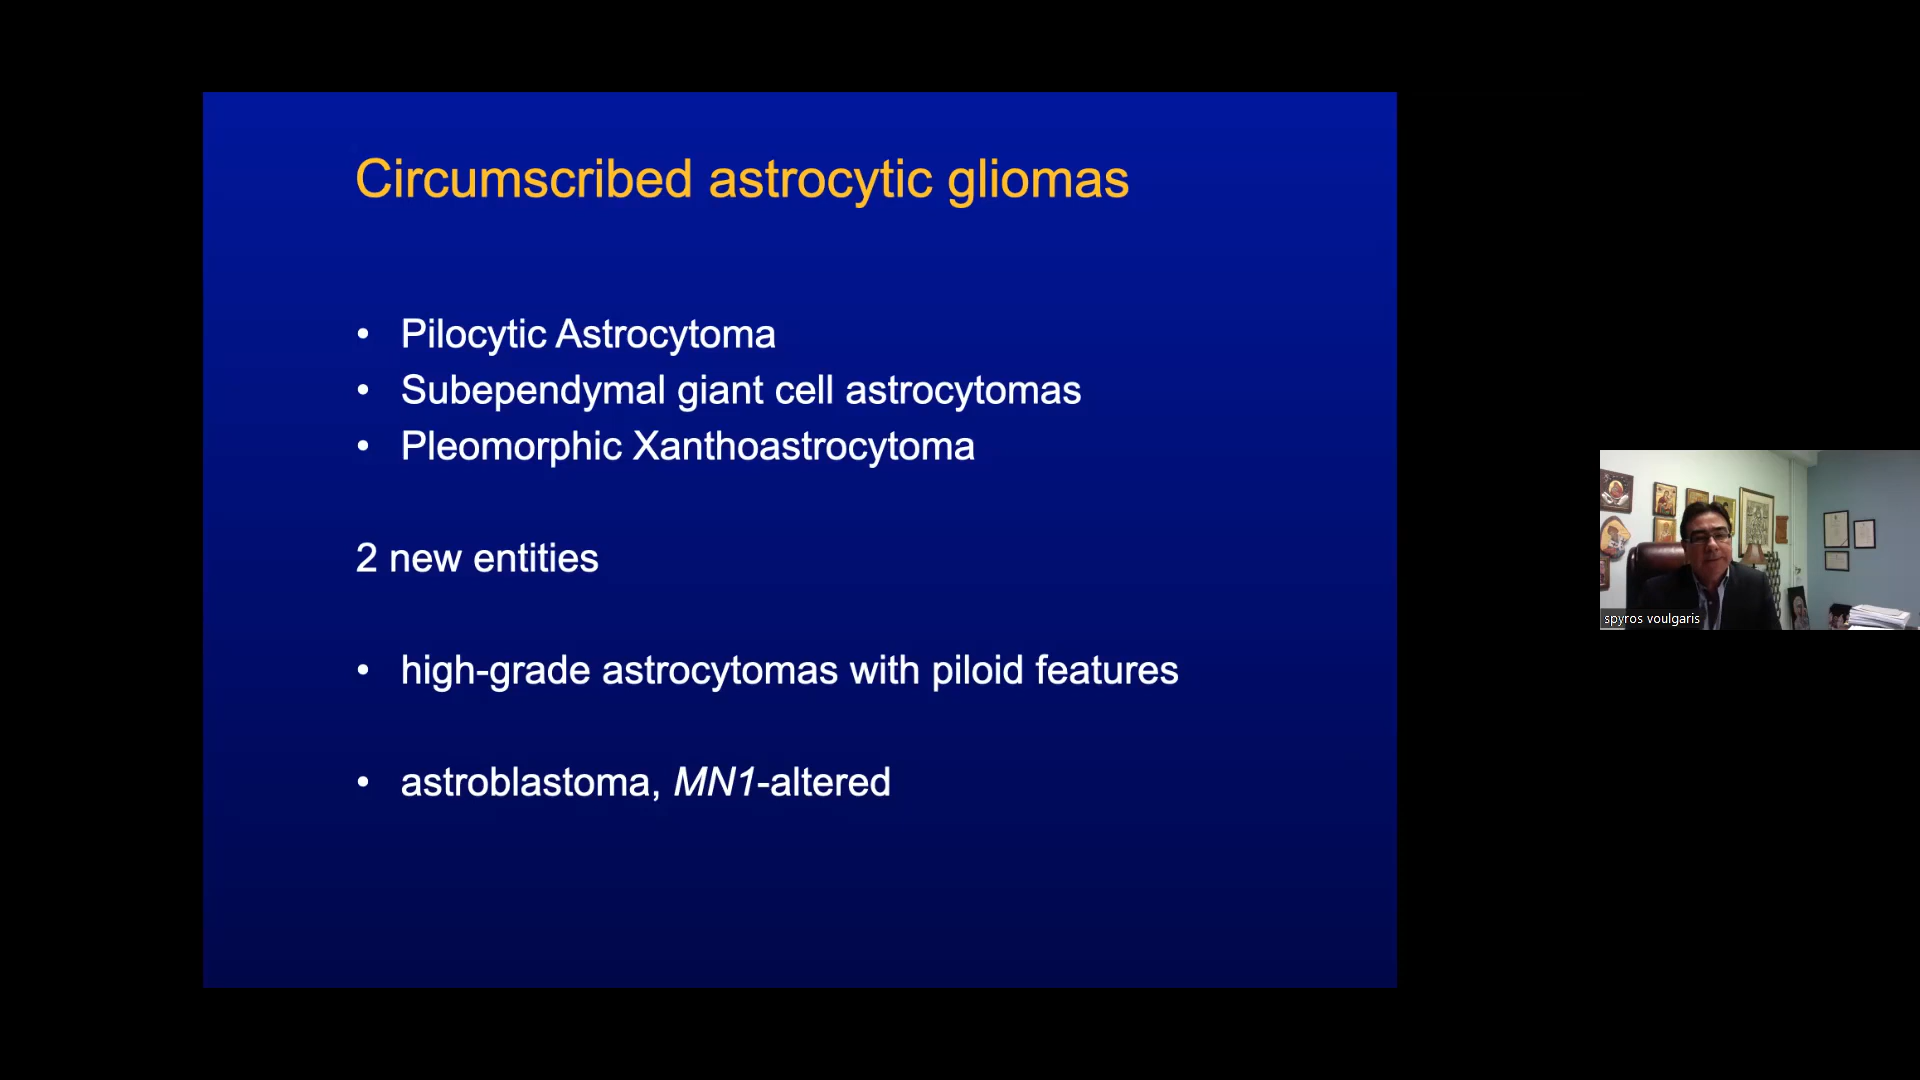 Circumscribed astrocytic gliomas
• Pilocytic Astrocytoma
• Subependymal giant cell astrocytomas
• Pleomorphic Xanthoastrocytoma
2 new entities
• high-grade astrocytomas with piloid features
• astroblastoma, MN1-altered
spyros voulgaris